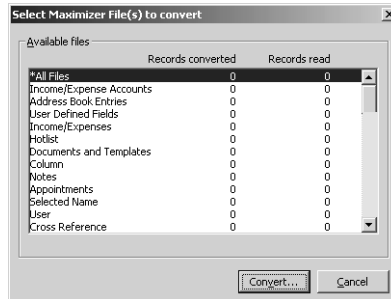 Select Maximizer File(s) to convert
Available files
Records converted Records read
*All Files 0 0
Income/Expense Accounts 0 0
Address Book Entries 0 0
User Defined Fields 0 0
Income/Expenses 0 0
Hotlist 0 0
Documents and Templates 0 0
Column 0 0
Notes 0 0
Appointments 0 0
Selected Name 0 0
User 0 0
Cross Reference 0 0
Convert... Cancel